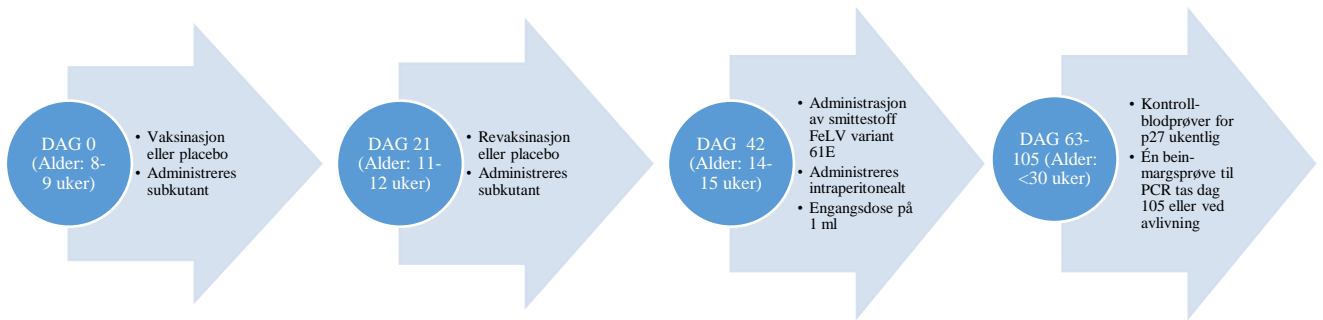 DAG 0
(Alder: 8-
9 uker)
• Vaksinasjon
eller placebo
• Administreres
subkutant
DAG 21
(Alder: 11-
12 uker)
• Revaksinasjon
eller placebo
• Administreres
subkutant
DAG 42
(Alder: 14-
15 uker)
• Administrasjon
av smittestoff
FeLV variant
61E
• Administreres
intraperitonealt
• Engangsdose på
1 ml
DAG 63-
105 (Alder:
<30 uker)
• Kontroll-
blodprøver for
p27 ukentlig
• Én bein-
margsprøve til
PCR tas dag
105 eller ved
avlivning